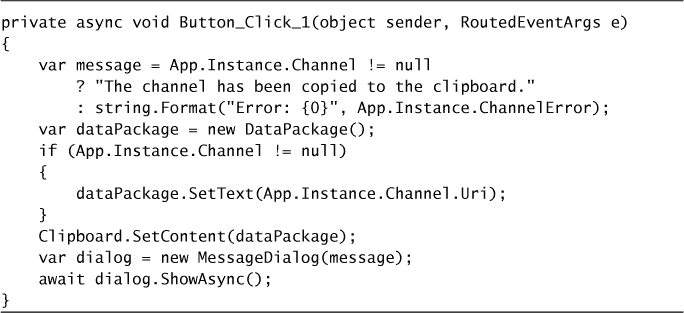 private async void Button_Click_1(object sender, RoutedEventArgs e)
{
    var message = App.Instance.Channel != null
        ? "The channel has been copied to the clipboard."
        : string.Format("Error: {0}", App.Instance.ChannelError);
    var dataPackage = new DataPackage();
    if (App.Instance.Channel != null)
    {
        dataPackage.SetText(App.Instance.Channel.Uri);
    }
    Clipboard.SetContent(dataPackage);
    var dialog = new MessageDialog(message);
    await dialog.ShowAsync();
}